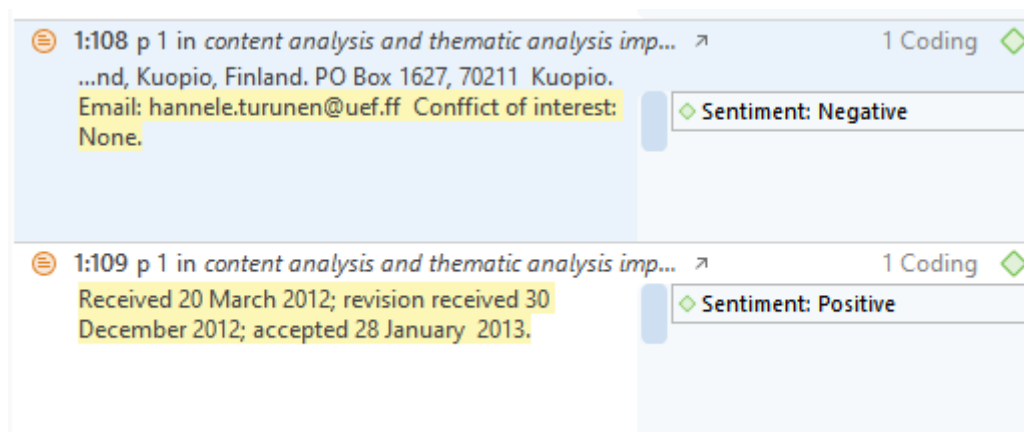 1:108 p 1 in content analysis and thematic analysis imp... ↗ 1 Coding
...nd, Kuopio, Finland. PO Box 1627, 70211 Kuopio.
Email: hannele.turunen@uef.ff Conffict of interest:
None.
Sentiment: Negative
1:109 p 1 in content analysis and thematic analysis imp... ↗ 1 Coding
Received 20 March 2012; revision received 30
December 2012; accepted 28 January 2013.
Sentiment: Positive